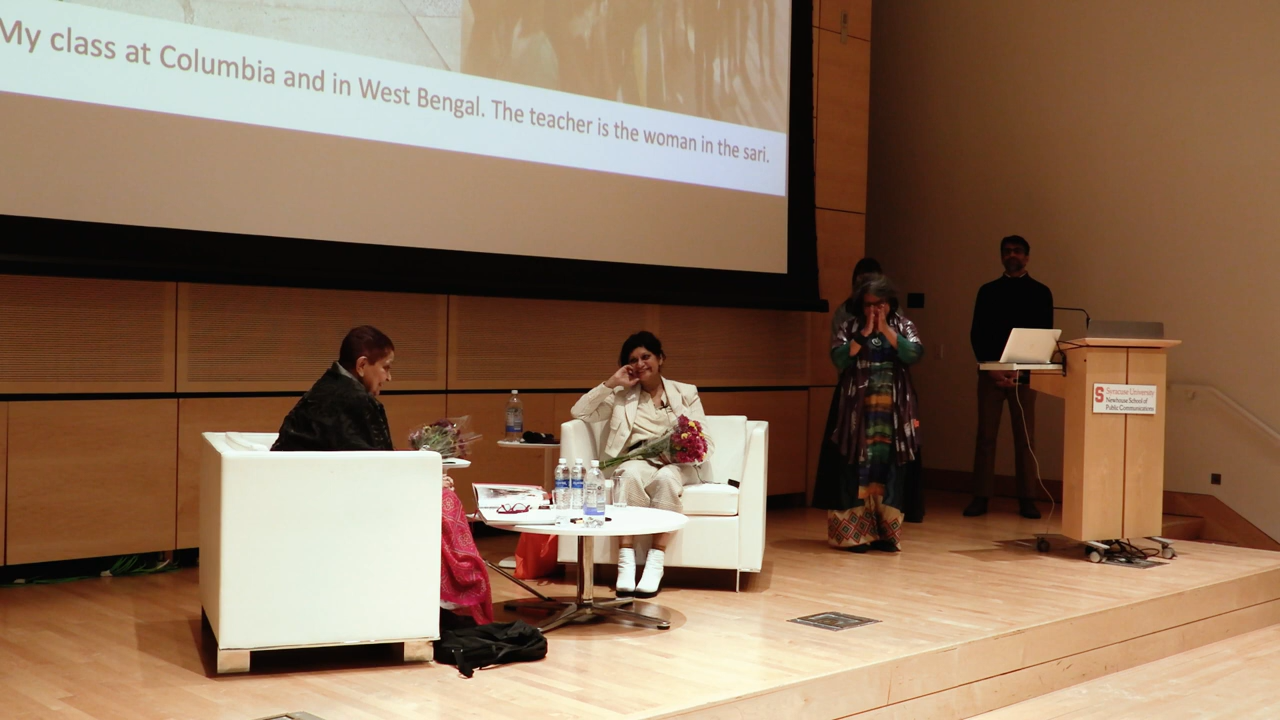 My class at Columbia and in West Bengal. The teacher is the woman in the sari.
S Syracuse University
Newhouse School of
Public Communications